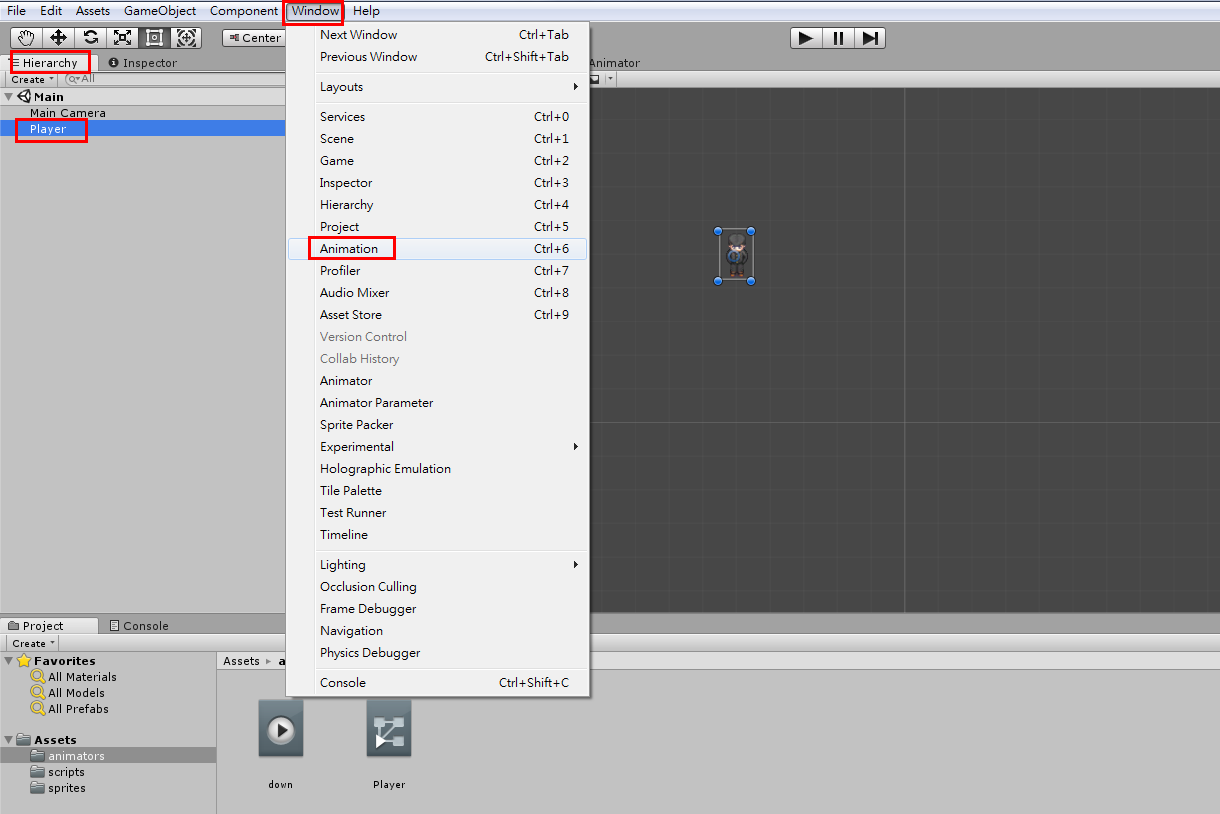 File Edit Assets GameObject Component Window Help
Center
Hierarchy Inspector
Create All
Main
Main Camera
Player
Next Window Ctrl+Tab
Previous Window Ctrl+Shift+Tab
Layouts
Services Ctrl+0
Scene Ctrl+1
Game Ctrl+2
Inspector Ctrl+3
Hierarchy Ctrl+4
Project Ctrl+5
Animation Ctrl+6
Profiler Ctrl+7
Audio Mixer Ctrl+8
Asset Store Ctrl+9
Version Control
Collab History
Animator
Animator Parameter
Sprite Packer
Experimental
Holographic Emulation
Tile Palette
Test Runner
Timeline
Lighting
Occlusion Culling
Frame Debugger
Navigation
Physics Debugger
Console Ctrl+Shift+C
Animator
Project Console
Create
Favorites
All Materials
All Models
All Prefabs
Assets
animators
scripts
sprites
Assets a
down Player